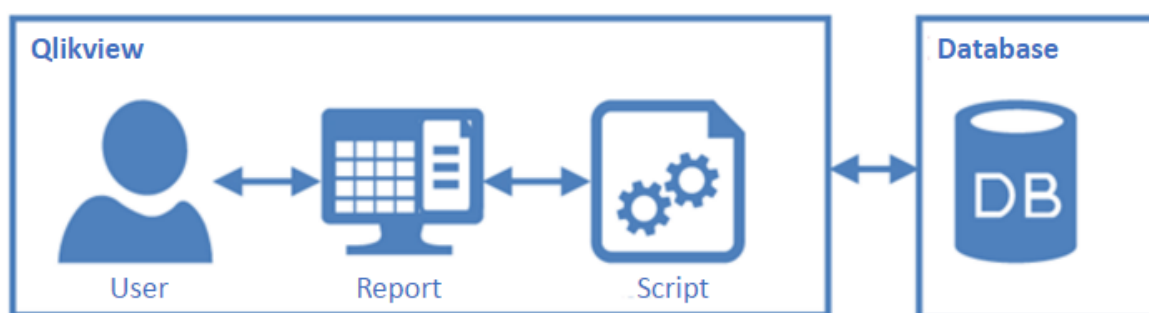 Qlikview
Database
DB
User
Report
Script